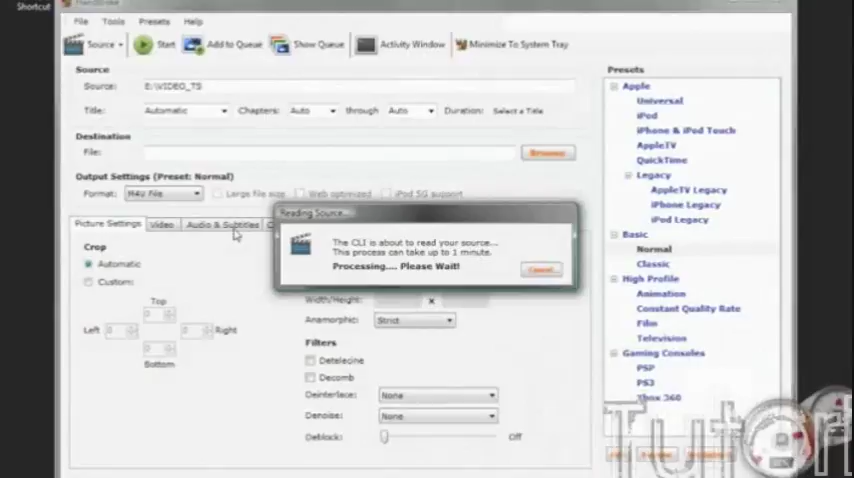 Shortcut
HandBrake
File Tools Presets Help
Source Start Add to Queue Show Queue Activity Window Minimize To System Tray
Source
Source: E:\VIDEO_TS
Title: Automatic Chapters: Auto through Auto Duration: Select a Title
Destination
File: Browse
Output Settings (Preset: Normal)
Format: M4V File Large file size Web optimized iPod 5G support
Picture Settings Video Audio & Subtitles
Crop
Automatic
Custom:
Top
Left 0 0 Right
0
0
Bottom
Reading Source...
The CLI is about to read your source...
This process can take up to 1 minute.
Processing.... Please Wait!
Cancel
Width/Height: x
Anamorphic: Strict
Filters
Detelecine
Decomb
Deinterlace: None
Denoise: None
Deblock: Off
Presets
Apple
Universal
iPod
iPhone & iPod Touch
AppleTV
QuickTime
Legacy
AppleTV Legacy
iPhone Legacy
iPod Legacy
Basic
Normal
Classic
High Profile
Animation
Constant Quality Rate
Film
Television
Gaming Consoles
PSP
PS3
Xbox 360
Tutor